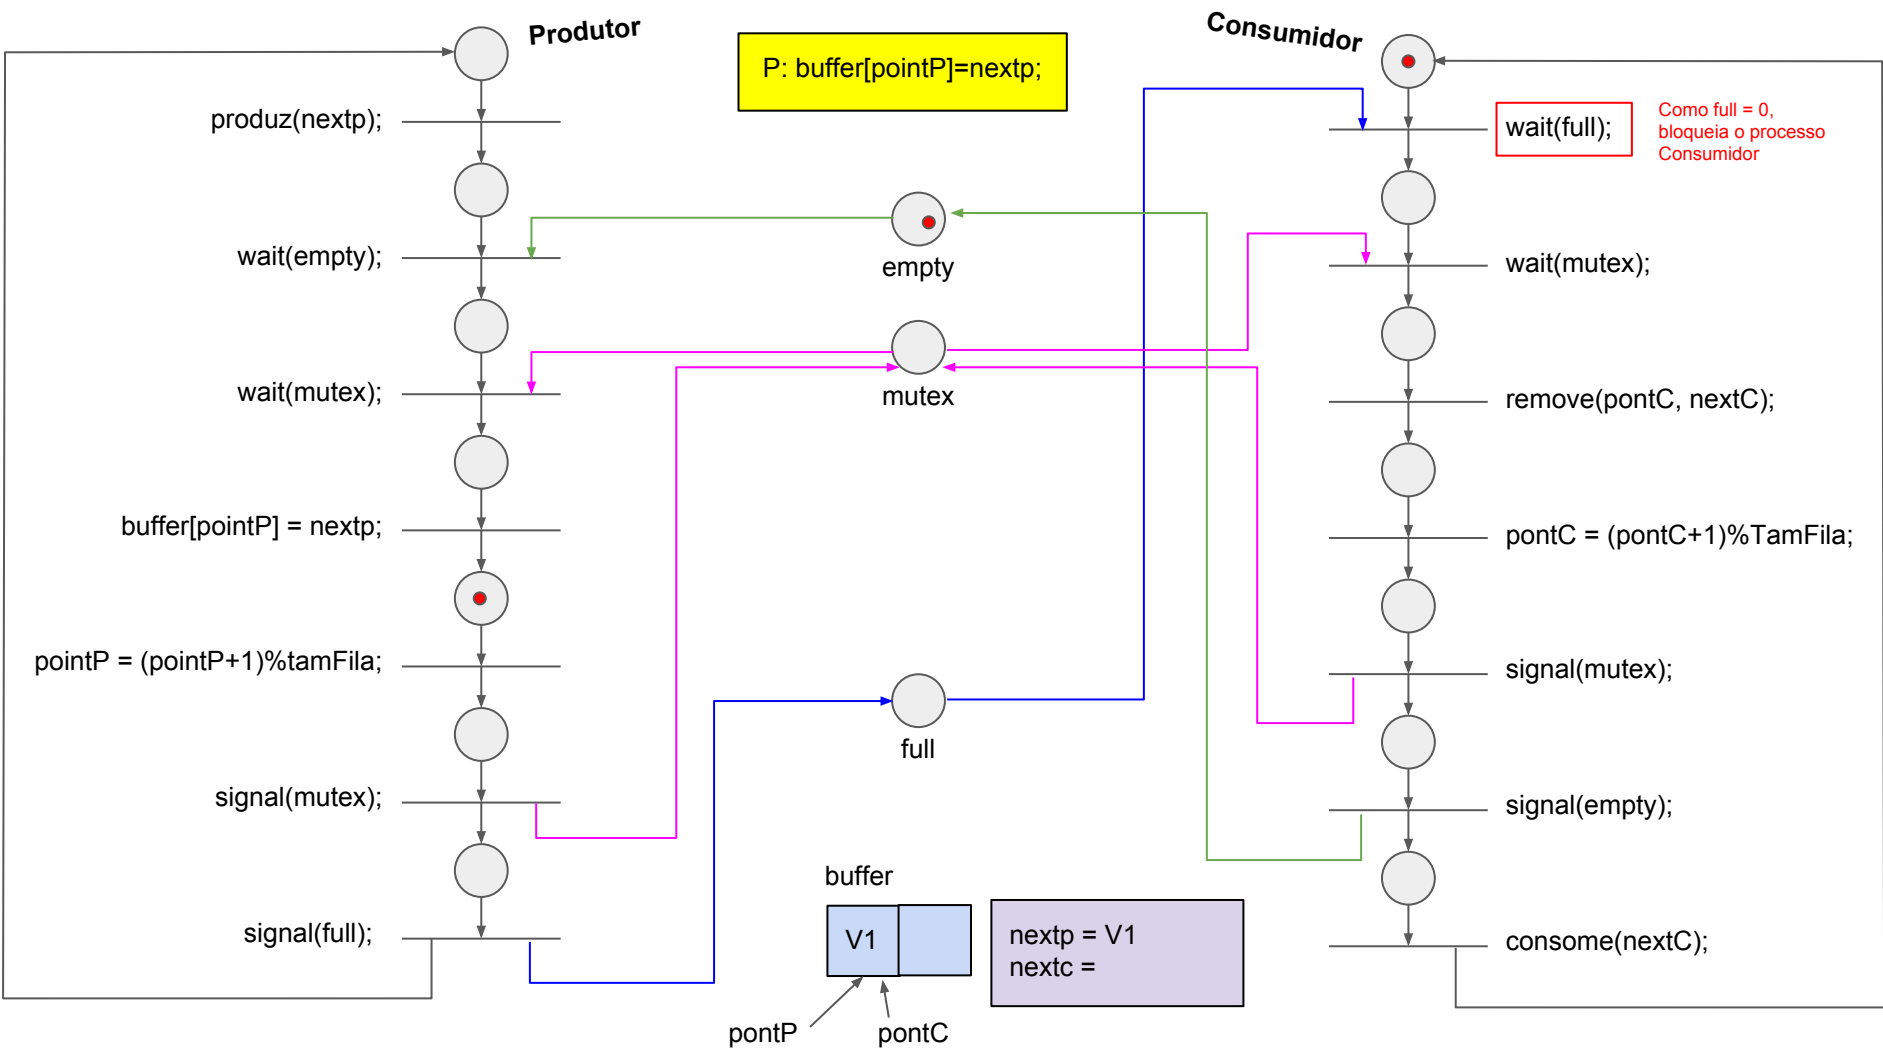 Produtor
Consumidor
P: buffer[pointP]=nextp;
produz(nextp);
wait(full);
Como full = 0,
bloqueia o processo
Consumidor
wait(empty);
empty
wait(mutex);
wait(mutex);
mutex
remove(pontC, nextC);
buffer[pointP] = nextp;
pontC = (pontC+1)%TamFila;
pointP = (pointP+1)%tamFila;
signal(mutex);
full
signal(mutex);
signal(empty);
buffer
signal(full);
V1
nextp = V1
nextc =
consome(nextC);
pontP
pontC